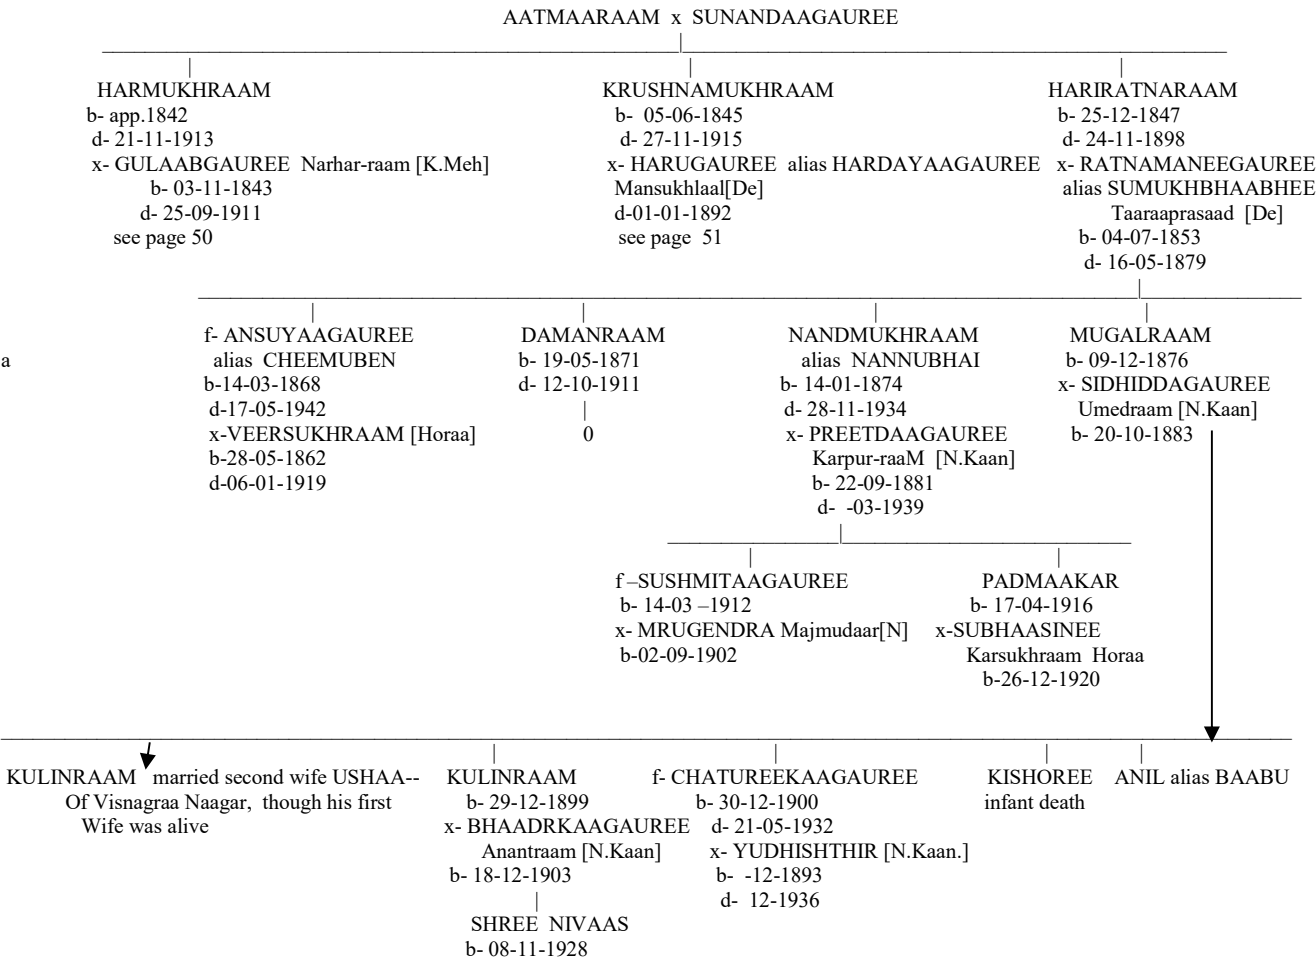 AATMAARAAM x SUNANDAAGAUREE
HARMUKHRAAM
b- app.1842
d- 21-11-1913
x- GULAABGAUREE Narhar-raam [K.Meh]
b- 03-11-1843
d- 25-09-1911
see page 50
KRUSHNAMUKHRAAM
b- 05-06-1845
d- 27-11-1915
x- HARUGAUREE alias HARDAYAAGAUREE
Mansukhlaal[De]
d-01-01-1892
see page 51
HARIRATNARAAM
b- 25-12-1847
d- 24-11-1898
x- RATNAMANEEGAUREE
alias SUMUKHBHAABHEE
Taaraaprasaad [De]
b- 04-07-1853
d- 16-05-1879
a
f- ANSUYAAGAUREE
alias CHEEMUBEN
b-14-03-1868
d-17-05-1942
x-VEERSUKHRAAM [Horaa]
b-28-05-1862
d-06-01-1919
DAMANRAAM
b- 19-05-1871
d- 12-10-1911
0
NANDMUKHRAAM
alias NANNUBHAI
b- 14-01-1874
d- 28-11-1934
x- PREETDAAGAUREE
Karpur-raaM [N.Kaan]
b- 22-09-1881
d- -03-1939
MUGALRAAM
b- 09-12-1876
x- SIDHIDDAGAUREE
Umedraam [N.Kaan]
b- 20-10-1883
f –SUSHMITAAGAUREE
b- 14-03 –1912
x- MRUGENDRA Majmudaar[N]
b-02-09-1902
PADMAAKAR
b- 17-04-1916
x-SUBHAASINEE
Karsukhraam Horaa
b-26-12-1920
KULINRAAM married second wife USHAA--
Of Visnagraa Naagar, though his first
Wife was alive
KULINRAAM
b- 29-12-1899
x- BHAADRKAAGAUREE
Anantraam [N.Kaan]
b- 18-12-1903
SHREE NIVAAS
b- 08-11-1928
f- CHATUREEKAAGAUREE
b- 30-12-1900
d- 21-05-1932
x- YUDHISHTHIR [N.Kaan.]
b- -12-1893
d- 12-1936
KISHOREE
infant death
ANIL alias BAABU